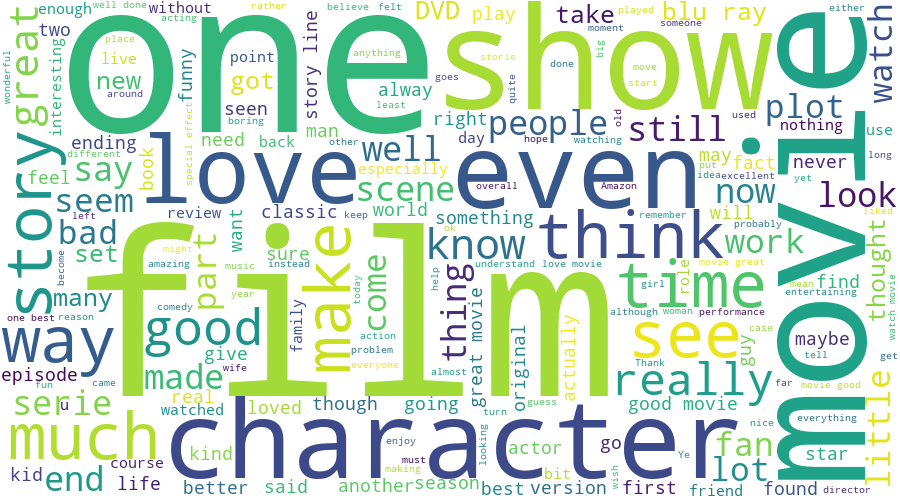 one
show
movie
film
character
love
even
story
great
way
good
much
think
time
see
make
really
know
people
well
still
look
plot
watch
work
now
scene
say
seem
bad
set
many
made
serie
end
fan
lot
little
thing
come
part
DVD
blu ray
play
take
story line
funny
new
got
seen
alway
point
live
two
enough
without
interesting
wonderful
well done
place
around
boring
acting
rather
believe
felt
anything
least
goes
quite
storie
done
moment
big
played
move
start
someone
old
used
either
nothing
never
use
long
yet
may
put
fact
idea
excellent
Amazon
hope
watching
right
day
back
man
need
other
book
special effect
ending
different
feel
left
review
classic
keep
world
especially
overall
something
remember
will
probably
liked
thought
watch movie
find
mean
entertaining
movie great
role
girl
woman
performance
although
actually
original
great movie
understand love movie
ok
help
almost
today
sure
instead
want
music
year
might
amazing
become
reason
one best
comedy
family
action
problem
everyone
wife
give
real
episode
fun
came
u
watched
loved
though
going
turn
guess
Thank
guy
case
maybe
tell
get
far
movie good
good movie
everything
nice
star
director
found
friend
Ye
first
go
wish
bit
actor
version
best
looking
season
must
making
another
enjoy
said
kind
better
life
course
kid